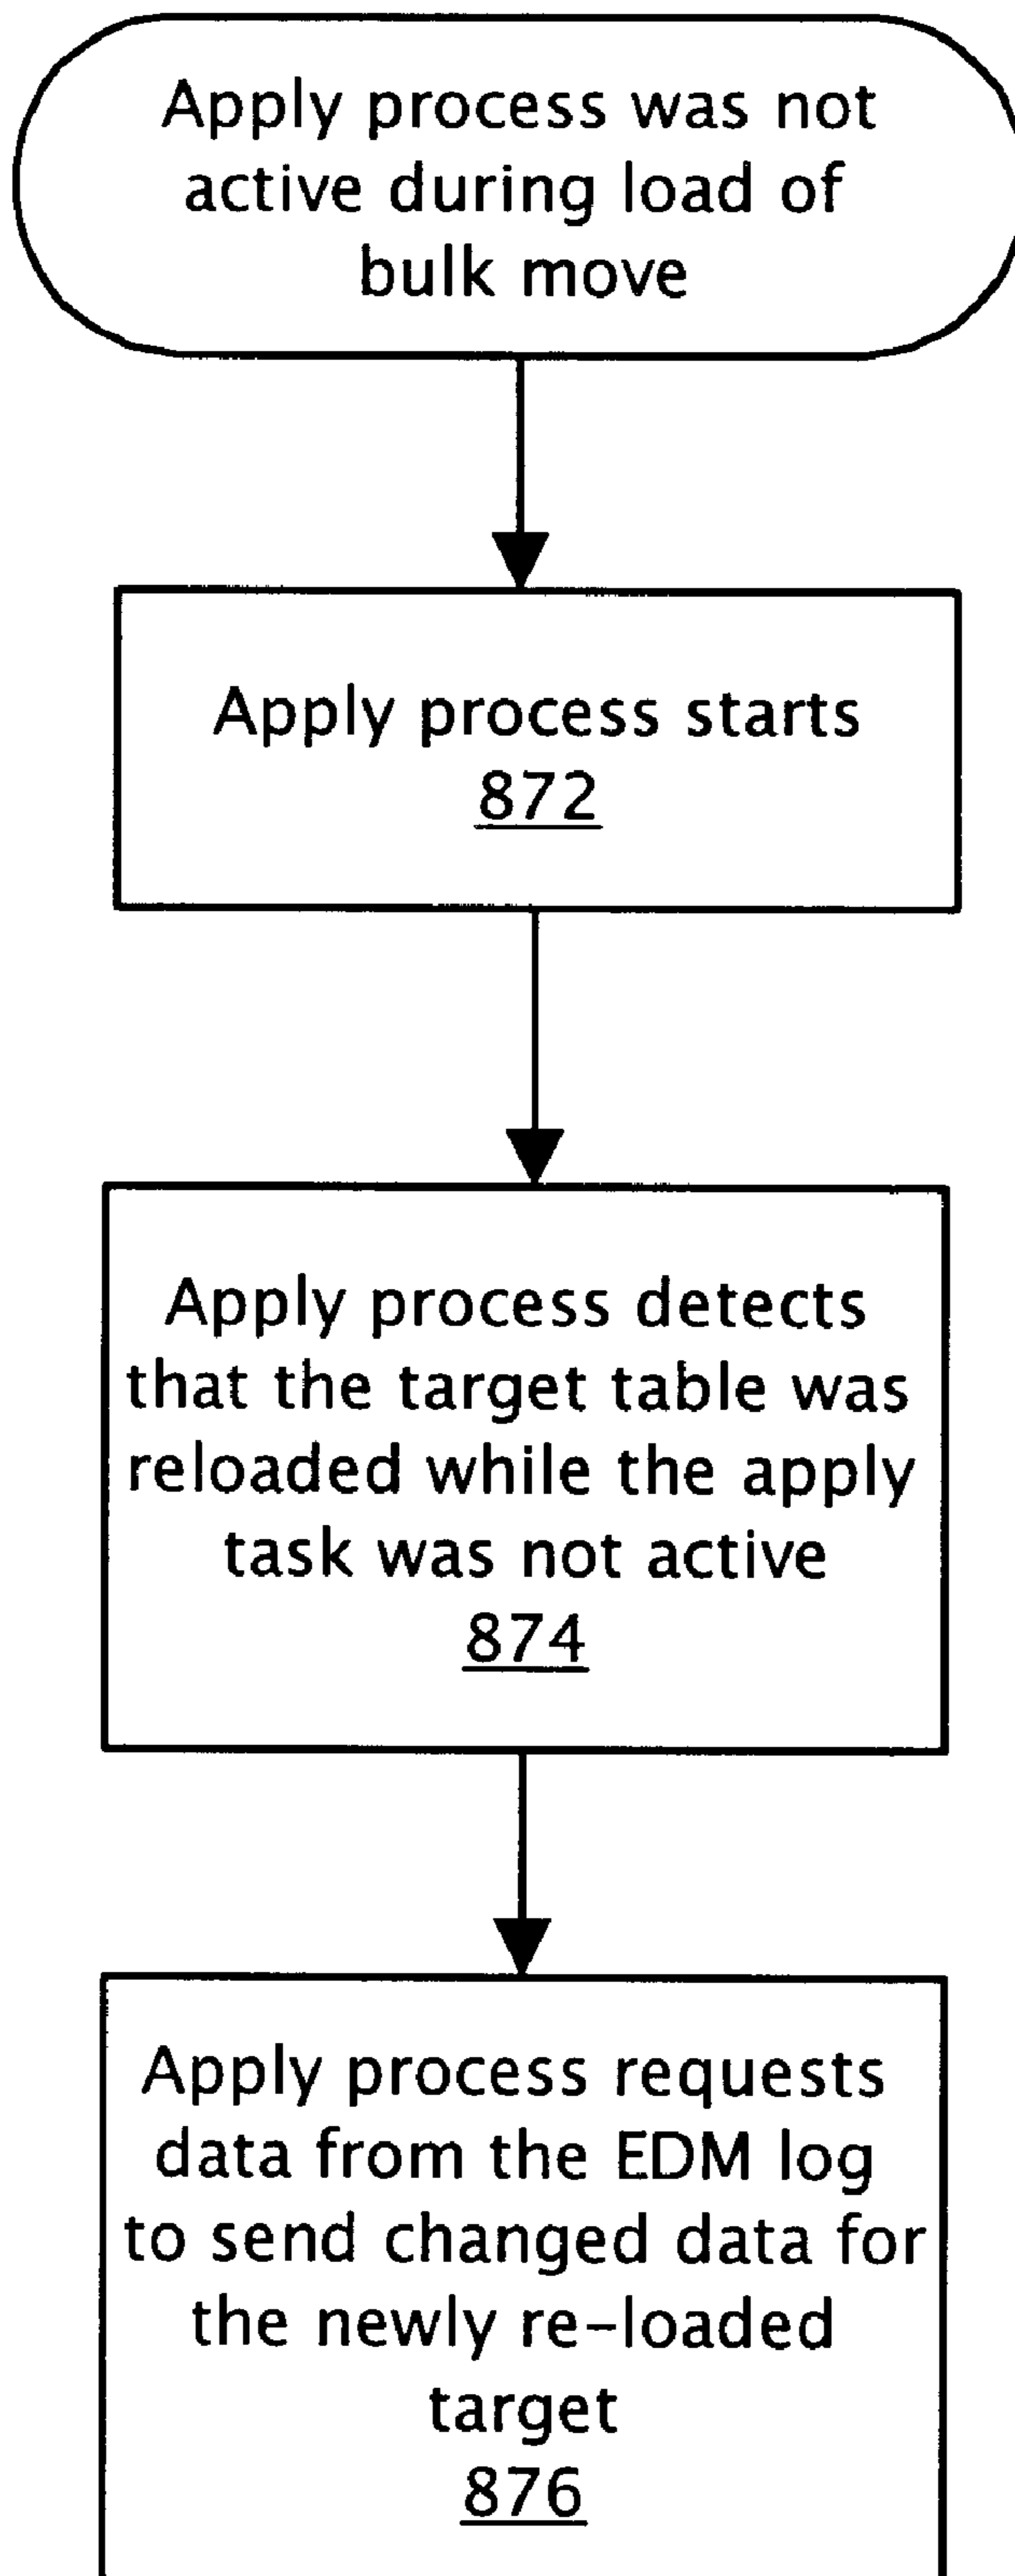 Apply process was not
active during load of
bulk move
Apply process starts
872
Apply process detects
that the target table was
reloaded while the apply
task was not active
874
Apply process requests
data from the EDM log
to send changed data for
the newly re-loaded
target
876